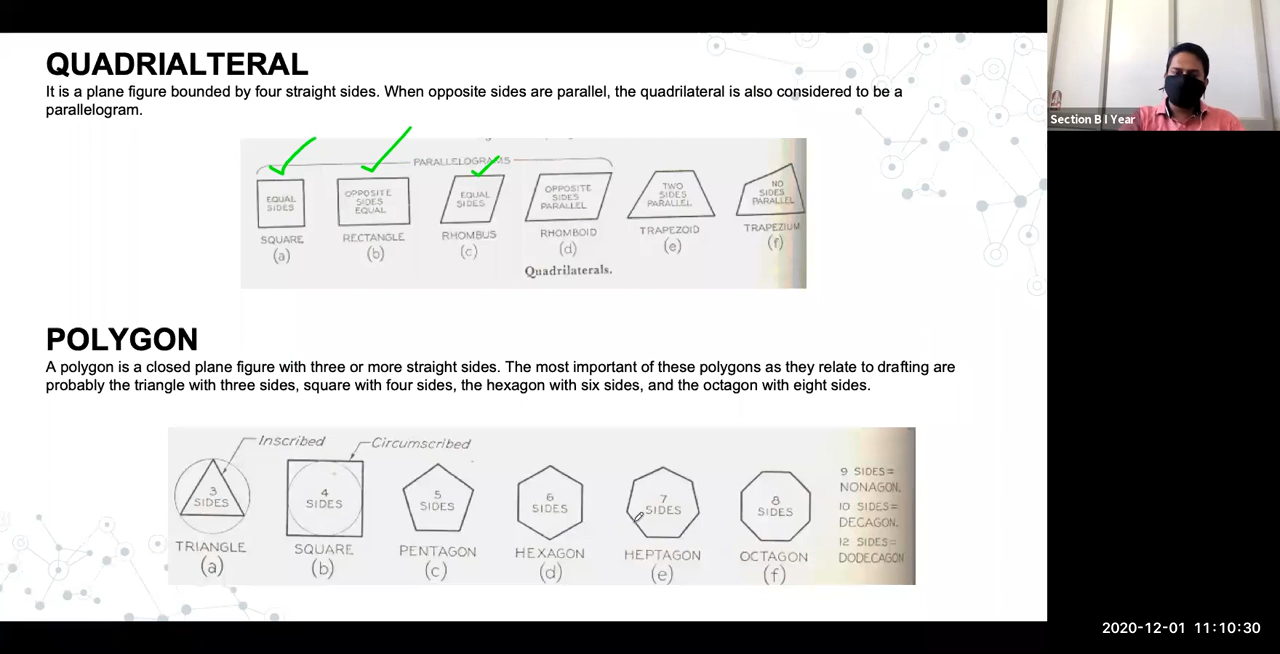 QUADRIALTERAL
It is a plane figure bounded by four straight sides. When opposite sides are parallel, the quadrilateral is also considered to be a
parallelogram.
PARALLELOGRAMS
EQUAL
SIDES
SQUARE
(a)
OPPOSITE
SIDES
EQUAL
RECTANGLE
(b)
EQUAL
SIDES
RHOMBUS
(c)
OPPOSITE
SIDES
PARALLEL
RHOMBOID
(d)
TWO
SIDES
PARALLEL
TRAPEZOID
(e)
NO
SIDES
PARALLEL
TRAPEZIUM
(f)
Quadrilaterals.
POLYGON
A polygon is a closed plane figure with three or more straight sides. The most important of these polygons as they relate to drafting are
probably the triangle with three sides, square with four sides, the hexagon with six sides, and the octagon with eight sides.
Inscribed
Circumscribed
3
SIDES
TRIANGLE
(a)
4
SIDES
SQUARE
(b)
5
SIDES
PENTAGON
(c)
6
SIDES
HEXAGON
(d)
7
SIDES
HEPTAGON
(e)
8
SIDES
OCTAGON
(f)
9 SIDES=
NONAGON.
10 SIDES=
DECAGON.
12 SIDES=
DODECAGON
Section B I Year
2020-12-01 11:10:30